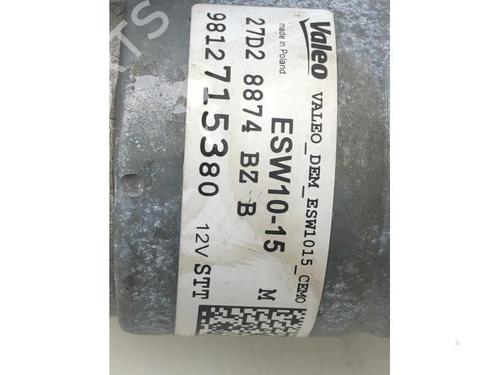 Valeo
made in Poland
VALEO_DEM_ESW1015_CEMO
ESW10-15 M
27D2 8874 BZ B
9812715380 12V STT